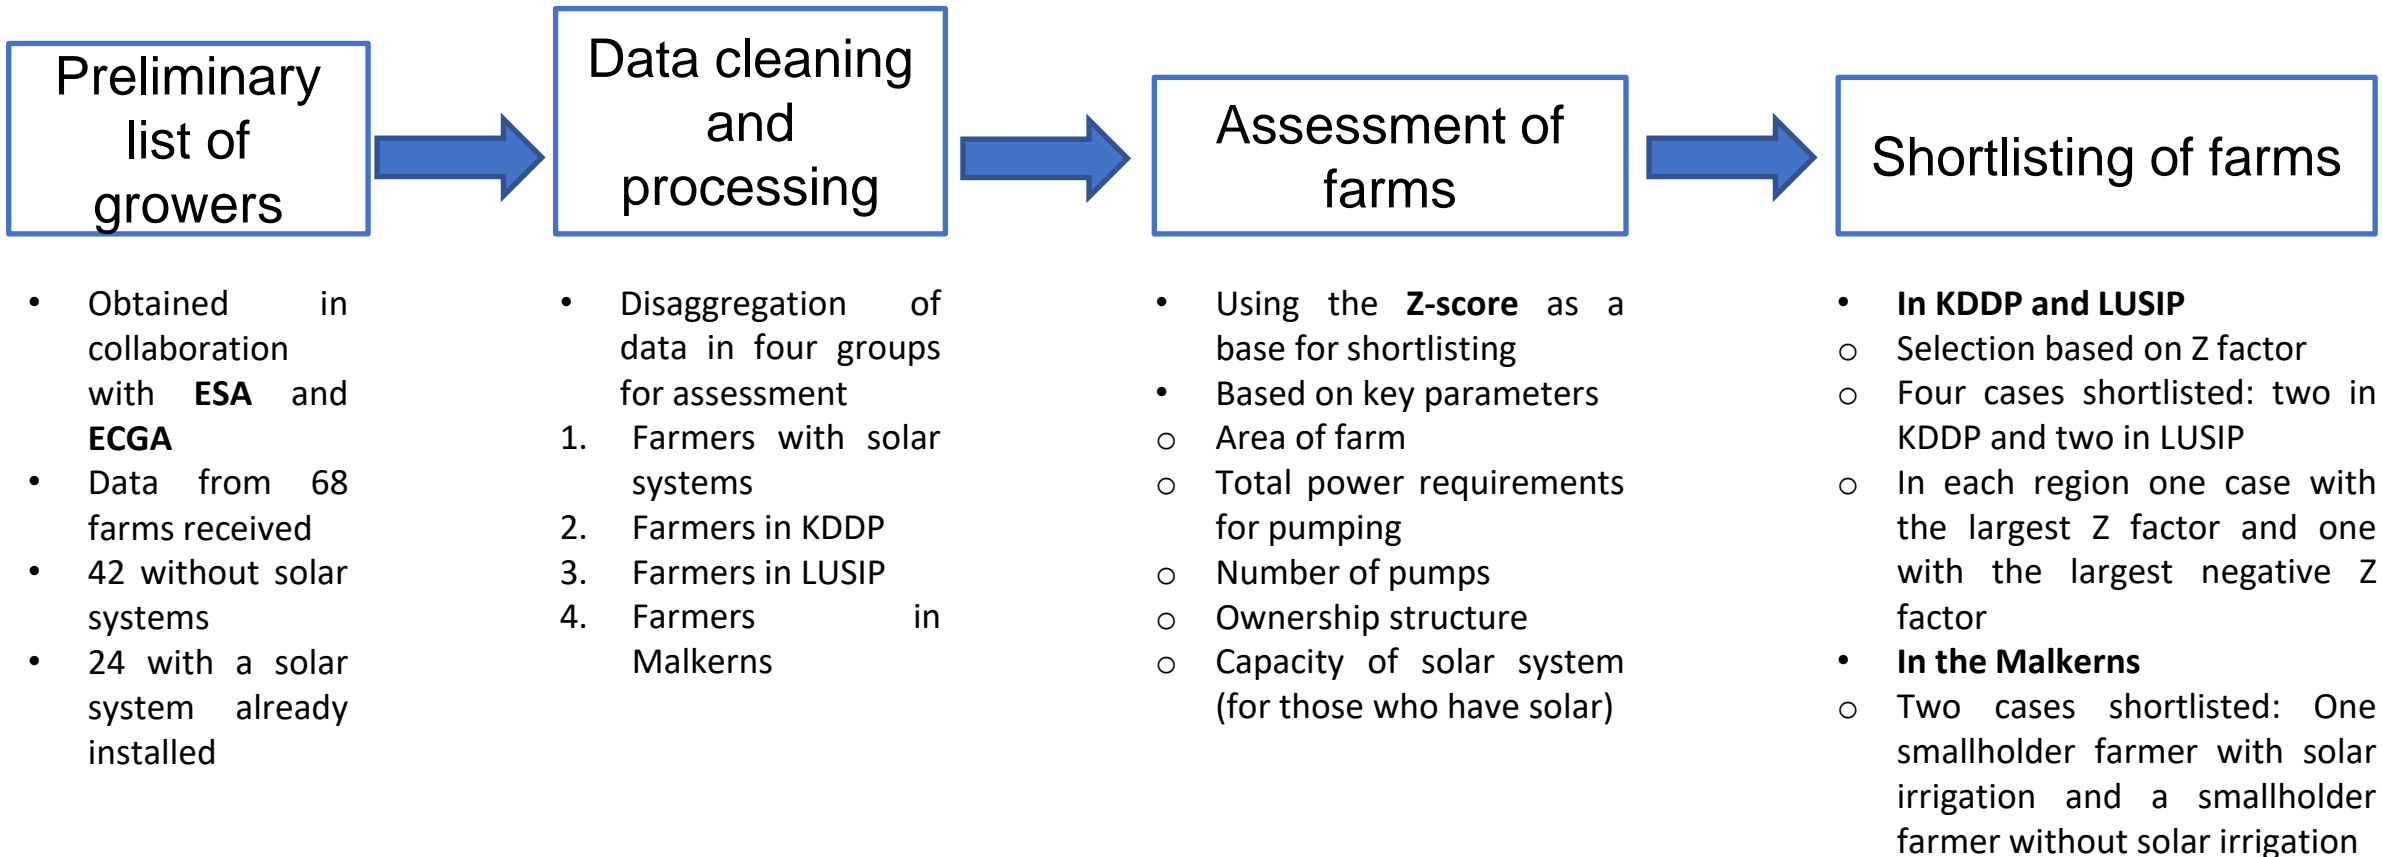 Preliminary
list of
growers
Data cleaning
and
processing
Assessment of
farms
Shortlisting of farms
• Obtained in
collaboration
with ESA and
ECGA
• Data from 68
farms received
• 42 without solar
systems
• 24 with a solar
system already
installed
• Disaggregation of
data in four groups
for assessment
1. Farmers with solar
systems
2. Farmers in KDDP
3. Farmers in LUSIP
4. Farmers in
Malkerns
• Using the Z-score as a
base for shortlisting
• Based on key parameters
o Area of farm
o Total power requirements
for pumping
o Number of pumps
o Ownership structure
o Capacity of solar system
(for those who have solar)
• In KDDP and LUSIP
o Selection based on Z factor
o Four cases shortlisted: two in
KDDP and two in LUSIP
o In each region one case with
the largest Z factor and one
with the largest negative Z
factor
• In the Malkerns
o Two cases shortlisted: One
smallholder farmer with solar
irrigation and a smallholder
farmer without solar irrigation